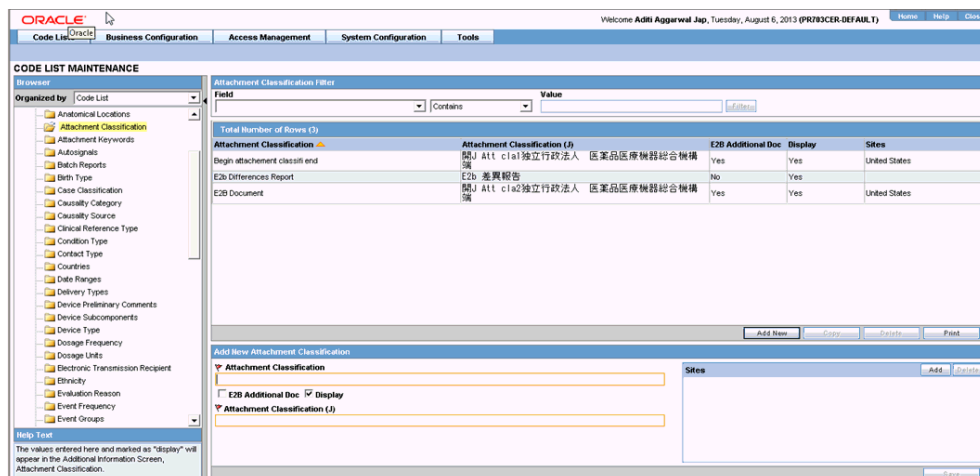 ORACLE
Welcome Aditi Aggarwal Jap, Tuesday, August 6, 2013 (PR703CER-DEFAULT)
Home Help Clos
Code Lists Business Configuration Access Management System Configuration Tools
Oracle
CODE LIST MAINTENANCE
Browser
Organized by Code List
Anatomical Locations
Attachment Classification
Attachment Keywords
Autosignals
Batch Reports
Birth Type
Case Classification
Causality Category
Causality Source
Clinical Reference Type
Condition Type
Contact Type
Countries
Date Ranges
Delivery Types
Device Preliminary Comments
Device Subcomponents
Device Type
Dosage Frequency
Dosage Units
Electronic Transmission Recipient
Ethnicity
Evaluation Reason
Event Frequency
Event Groups
Help Text
The values entered here and marked as "display" will
appear in the Additional Information Screen,
Attachment Classification.
Attachment Classification Filter
Field Value
Contains Filter
Total Number of Rows (3)
Attachment Classification Attachment Classification (J) E2B Additional Doc Display Sites
Begin attachement classifi end 開J Att cla1独立行政法人 医薬品医療機器総合機構端 Yes Yes United States
E2b Differences Report E2b 差異報告 No Yes
E2B Document 開J Att cla2独立行政法人 医薬品医療機器総合機構端 Yes Yes United States
Add New Copy Delete Print
Add New Attachment Classification
Attachment Classification
E2B Additional Doc Display
Attachment Classification (J)
Sites Add Delete
Save